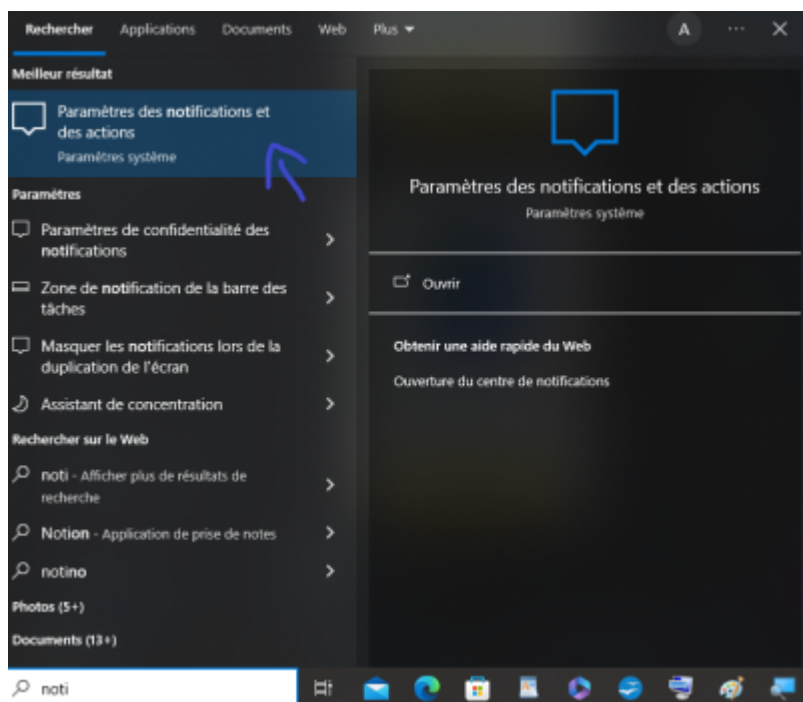 Rechercher Applications Documents Web Plus A ...
Meilleur résultat
Paramètres des notifications et
des actions
Paramètres système
Paramètres
Paramètres de confidentialité des
notifications
Zone de notification de la barre des
tâches
Masquer les notifications lors de la
duplication de l'écran
Assistant de concentration
Rechercher sur le Web
noti - Afficher plus de résultats de
recherche
Notion - Application de prise de notes
notino
Photos (5+)
Documents (13+)
noti
Paramètres des notifications et des actions
Paramètres système
Ouvrir
Obtenir une aide rapide du Web
Ouverture du centre de notifications